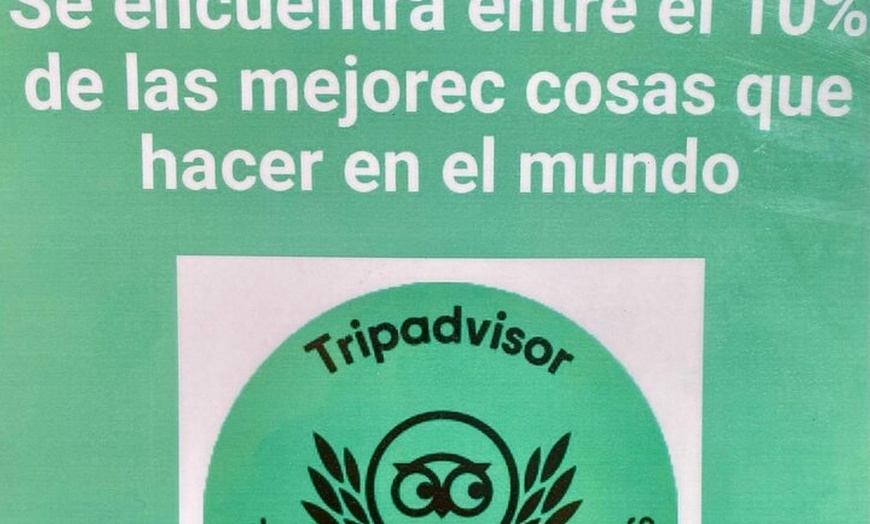 Se encuentra entre el 10%
de las mejorec cosas que
hacer en el mundo
Tripadvisor